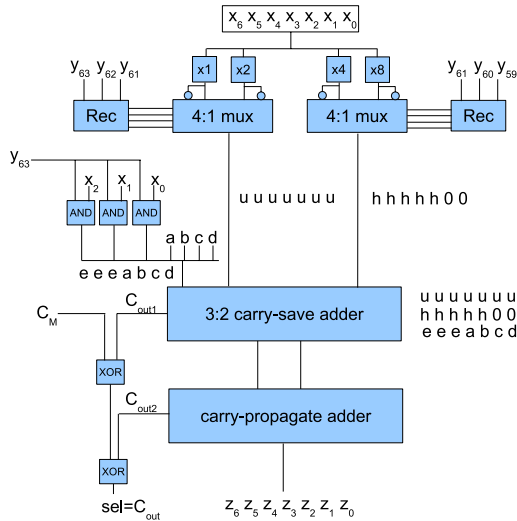 x6 x5 x4 x3 x2 x1 x0
x1 x2 x4 x8
y63 y62 y61
y61 y60 y59
Rec 4:1 mux 4:1 mux Rec
y63
x2 x1 x0
AND AND AND
u u u u u u u
h h h h h 0 0
a b c d
e e e a b c d
CM
Cout1
3:2 carry-save adder
u u u u u u u
h h h h h 0 0
e e e a b c d
XOR
Cout2
carry-propagate adder
XOR
sel=Cout
z6 z5 z4 z3 z2 z1 z0